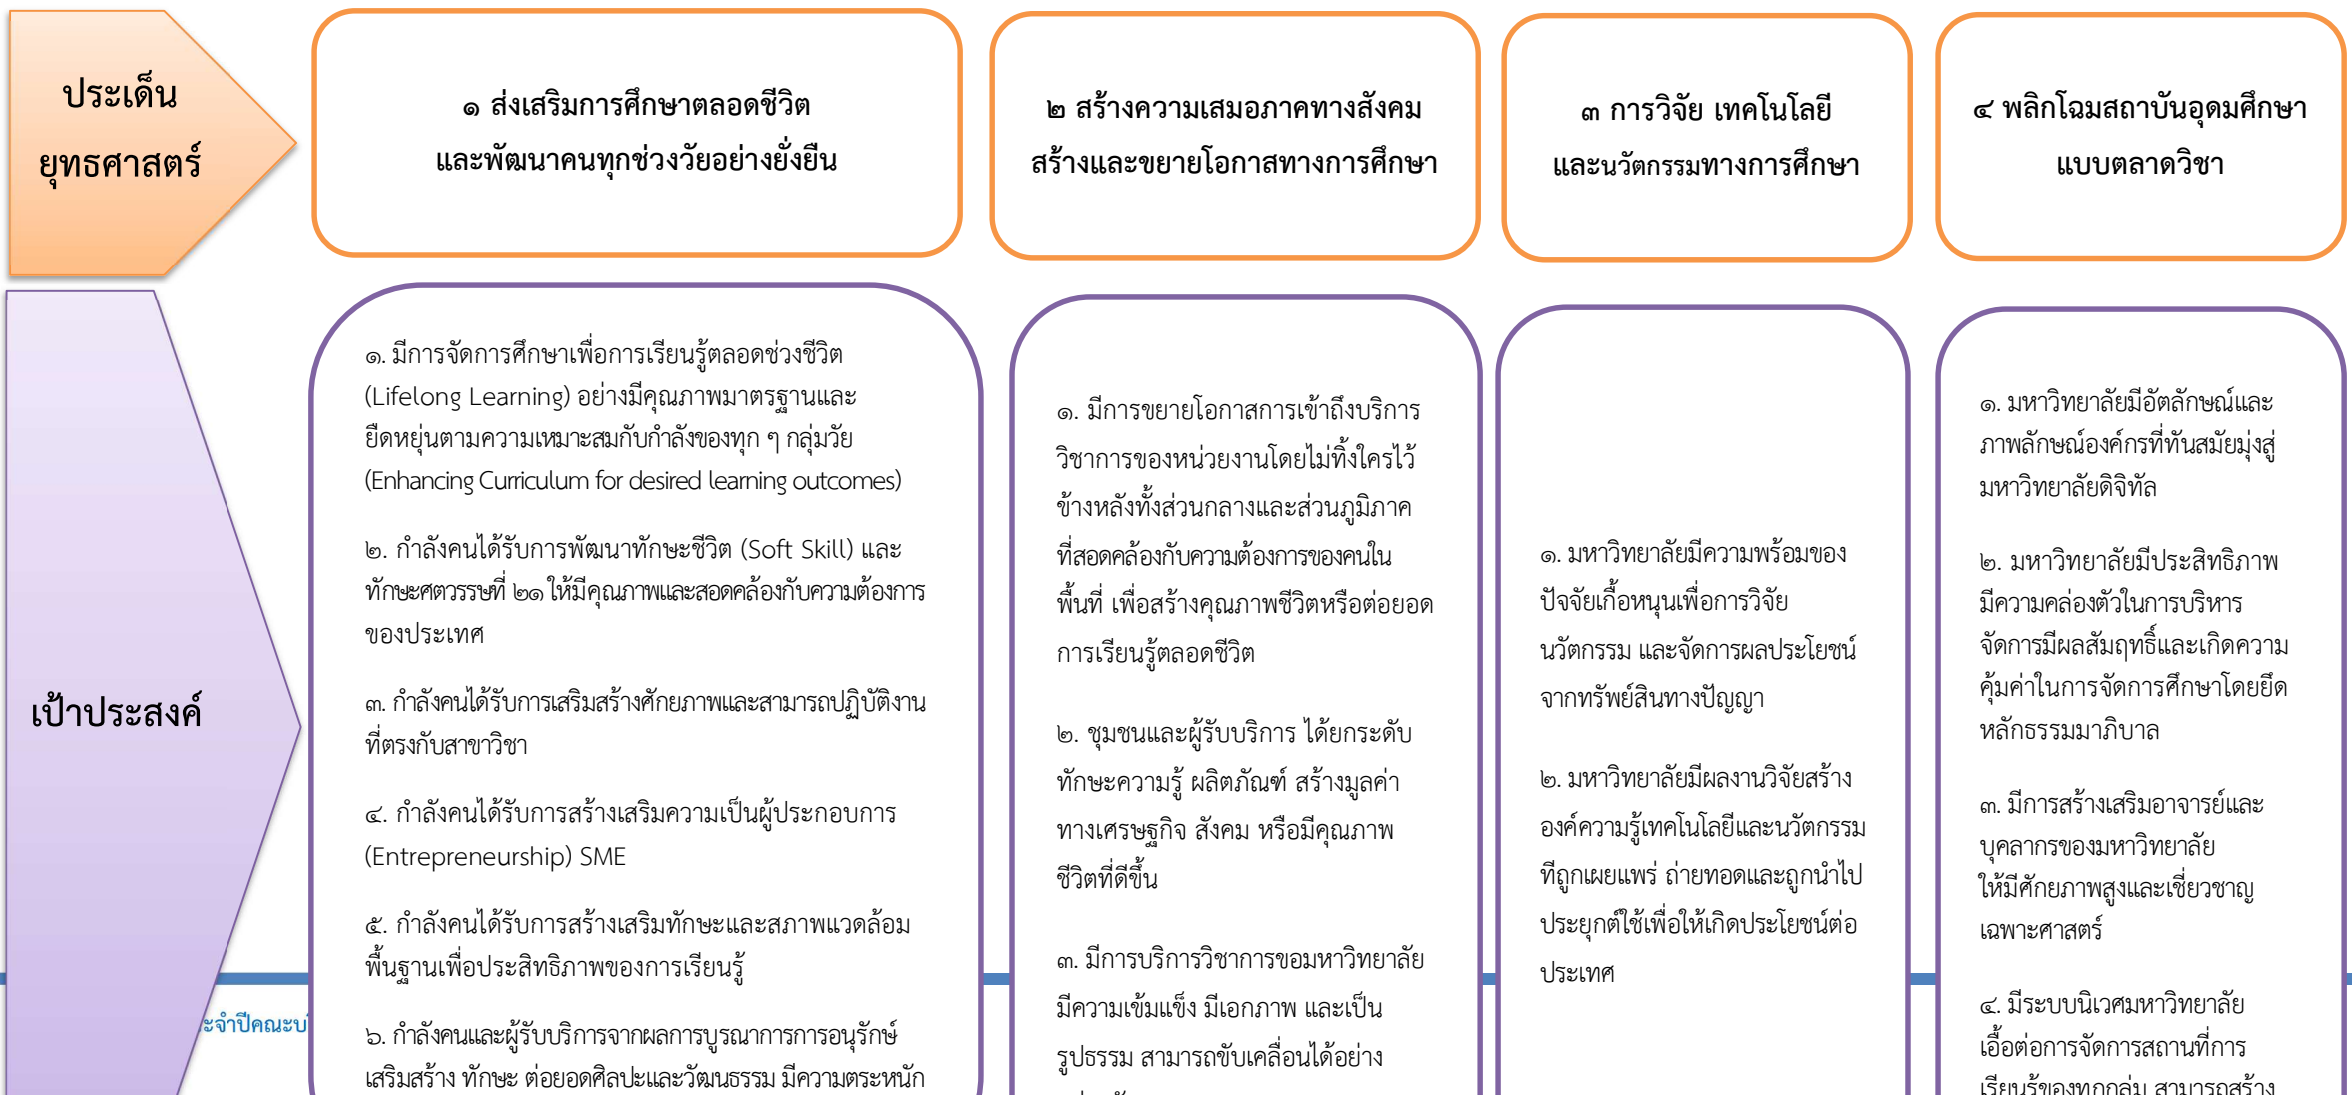 ประเด็น
ยุทธศาสตร์
๑ ส่งเสริมการศึกษาตลอดชีวิต
และพัฒนาคนทุกช่วงวัยอย่างยั่งยืน
๒ สร้างความเสมอภาคทางสังคม
สร้างและขยายโอกาสทางการศึกษา
๓ การวิจัย เทคโนโลยี
และนวัตกรรมทางการศึกษา
๔ พลิกโฉมสถาบันอุดมศึกษา
แบบตลาดวิชา
เป้าประสงค์
๑. มีการจัดการศึกษาเพื่อการเรียนรู้ตลอดช่วงชีวิต
(Lifelong Learning) อย่างมีคุณภาพมาตรฐานและ
ยืดหยุ่นตามความเหมาะสมกับกำลังของทุก ๆ กลุ่มวัย
(Enhancing Curriculum for desired learning outcomes)
๒. กำลังคนได้รับการพัฒนาทักษะชีวิต (Soft Skill) และ
ทักษะศตวรรษที่ ๒๑ ให้มีคุณภาพและสอดคล้องกับความต้องการ
ของประเทศ
๓. กำลังคนได้รับการเสริมสร้างศักยภาพและสามารถปฏิบัติงาน
ที่ตรงกับสาขาวิชา
๔. กำลังคนได้รับการสร้างเสริมความเป็นผู้ประกอบการ
(Entrepreneurship) SME
๕. กำลังคนได้รับการสร้างเสริมทักษะและสภาพแวดล้อม
พื้นฐานเพื่อประสิทธิภาพของการเรียนรู้
๖. กำลังคนและผู้รับบริการจากผลการบูรณาการการอนุรักษ์
เสริมสร้าง ทักษะ ต่อยอดศิลปะและวัฒนธรรม มีความตระหนัก
๑. มีการขยายโอกาสการเข้าถึงบริการ
วิชาการของหน่วยงานโดยไม่ทิ้งใครไว้
ข้างหลังทั้งส่วนกลางและส่วนภูมิภาค
ที่สอดคล้องกับความต้องการของคนใน
พื้นที่ เพื่อสร้างคุณภาพชีวิตหรือต่อยอด
การเรียนรู้ตลอดชีวิต
๒. ชุมชนและผู้รับบริการ ได้ยกระดับ
ทักษะความรู้ ผลิตภัณฑ์ สร้างมูลค่า
ทางเศรษฐกิจ สังคม หรือมีคุณภาพ
ชีวิตที่ดีขึ้น
๓. มีการบริการวิชาการขอมหาวิทยาลัย
มีความเข้มแข็ง มีเอกภาพ และเป็น
รูปธรรม สามารถขับเคลื่อนได้อย่าง
๑. มหาวิทยาลัยมีความพร้อมของ
ปัจจัยเกื้อหนุนเพื่อการวิจัย
นวัตกรรม และจัดการผลประโยชน์
จากทรัพย์สินทางปัญญา
๒. มหาวิทยาลัยมีผลงานวิจัยสร้าง
องค์ความรู้เทคโนโลยีและนวัตกรรม
ทีถูกเผยแพร่ ถ่ายทอดและถูกนำไป
ประยุกต์ใช้เพื่อให้เกิดประโยชน์ต่อ
ประเทศ
๑. มหาวิทยาลัยมีอัตลักษณ์และ
ภาพลักษณ์องค์กรที่ทันสมัยมุ่งสู่
มหาวิทยาลัยดิจิทัล
๒. มหาวิทยาลัยมีประสิทธิภาพ
มีความคล่องตัวในการบริหาร
จัดการมีผลสัมฤทธิ์และเกิดความ
คุ้มค่าในการจัดการศึกษาโดยยึด
หลักธรรมมาภิบาล
๓. มีการสร้างเสริมอาจารย์และ
บุคลากรของมหาวิทยาลัย
ให้มีศักยภาพสูงและเชี่ยวชาญ
เฉพาะศาสตร์
๔. มีระบบนิเวศมหาวิทยาลัย
เอื้อต่อการจัดการสถานที่การ
เรียนรู้ของทุกกลุ่ม สามารถสร้าง
ะจำปีคณะบ